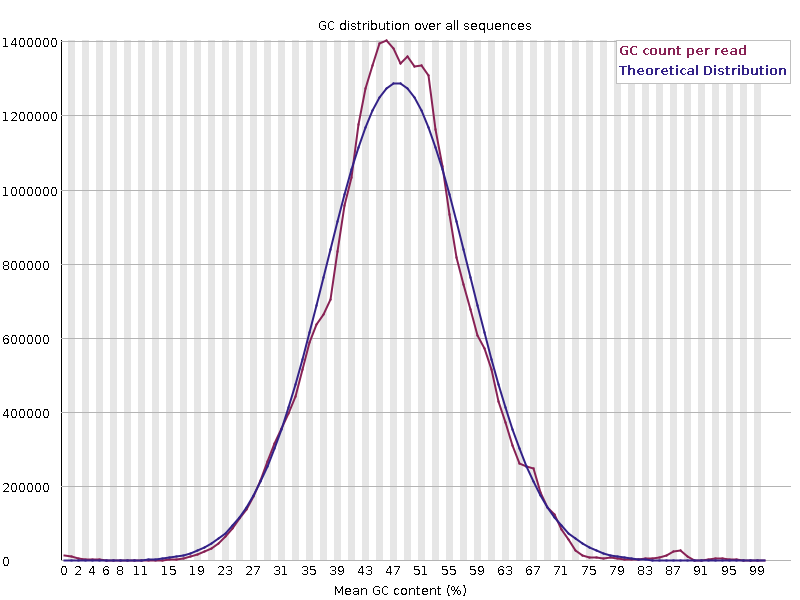 GC distribution over all sequences
GC count per read
Theoretical Distribution
1400000
1200000
1000000
800000
600000
400000
200000
0
0 2 4 6 8 11 15 19 23 27 31 35 39 43 47 51 55 59 63 67 71 75 79 83 87 91 95 99
Mean GC content (%)